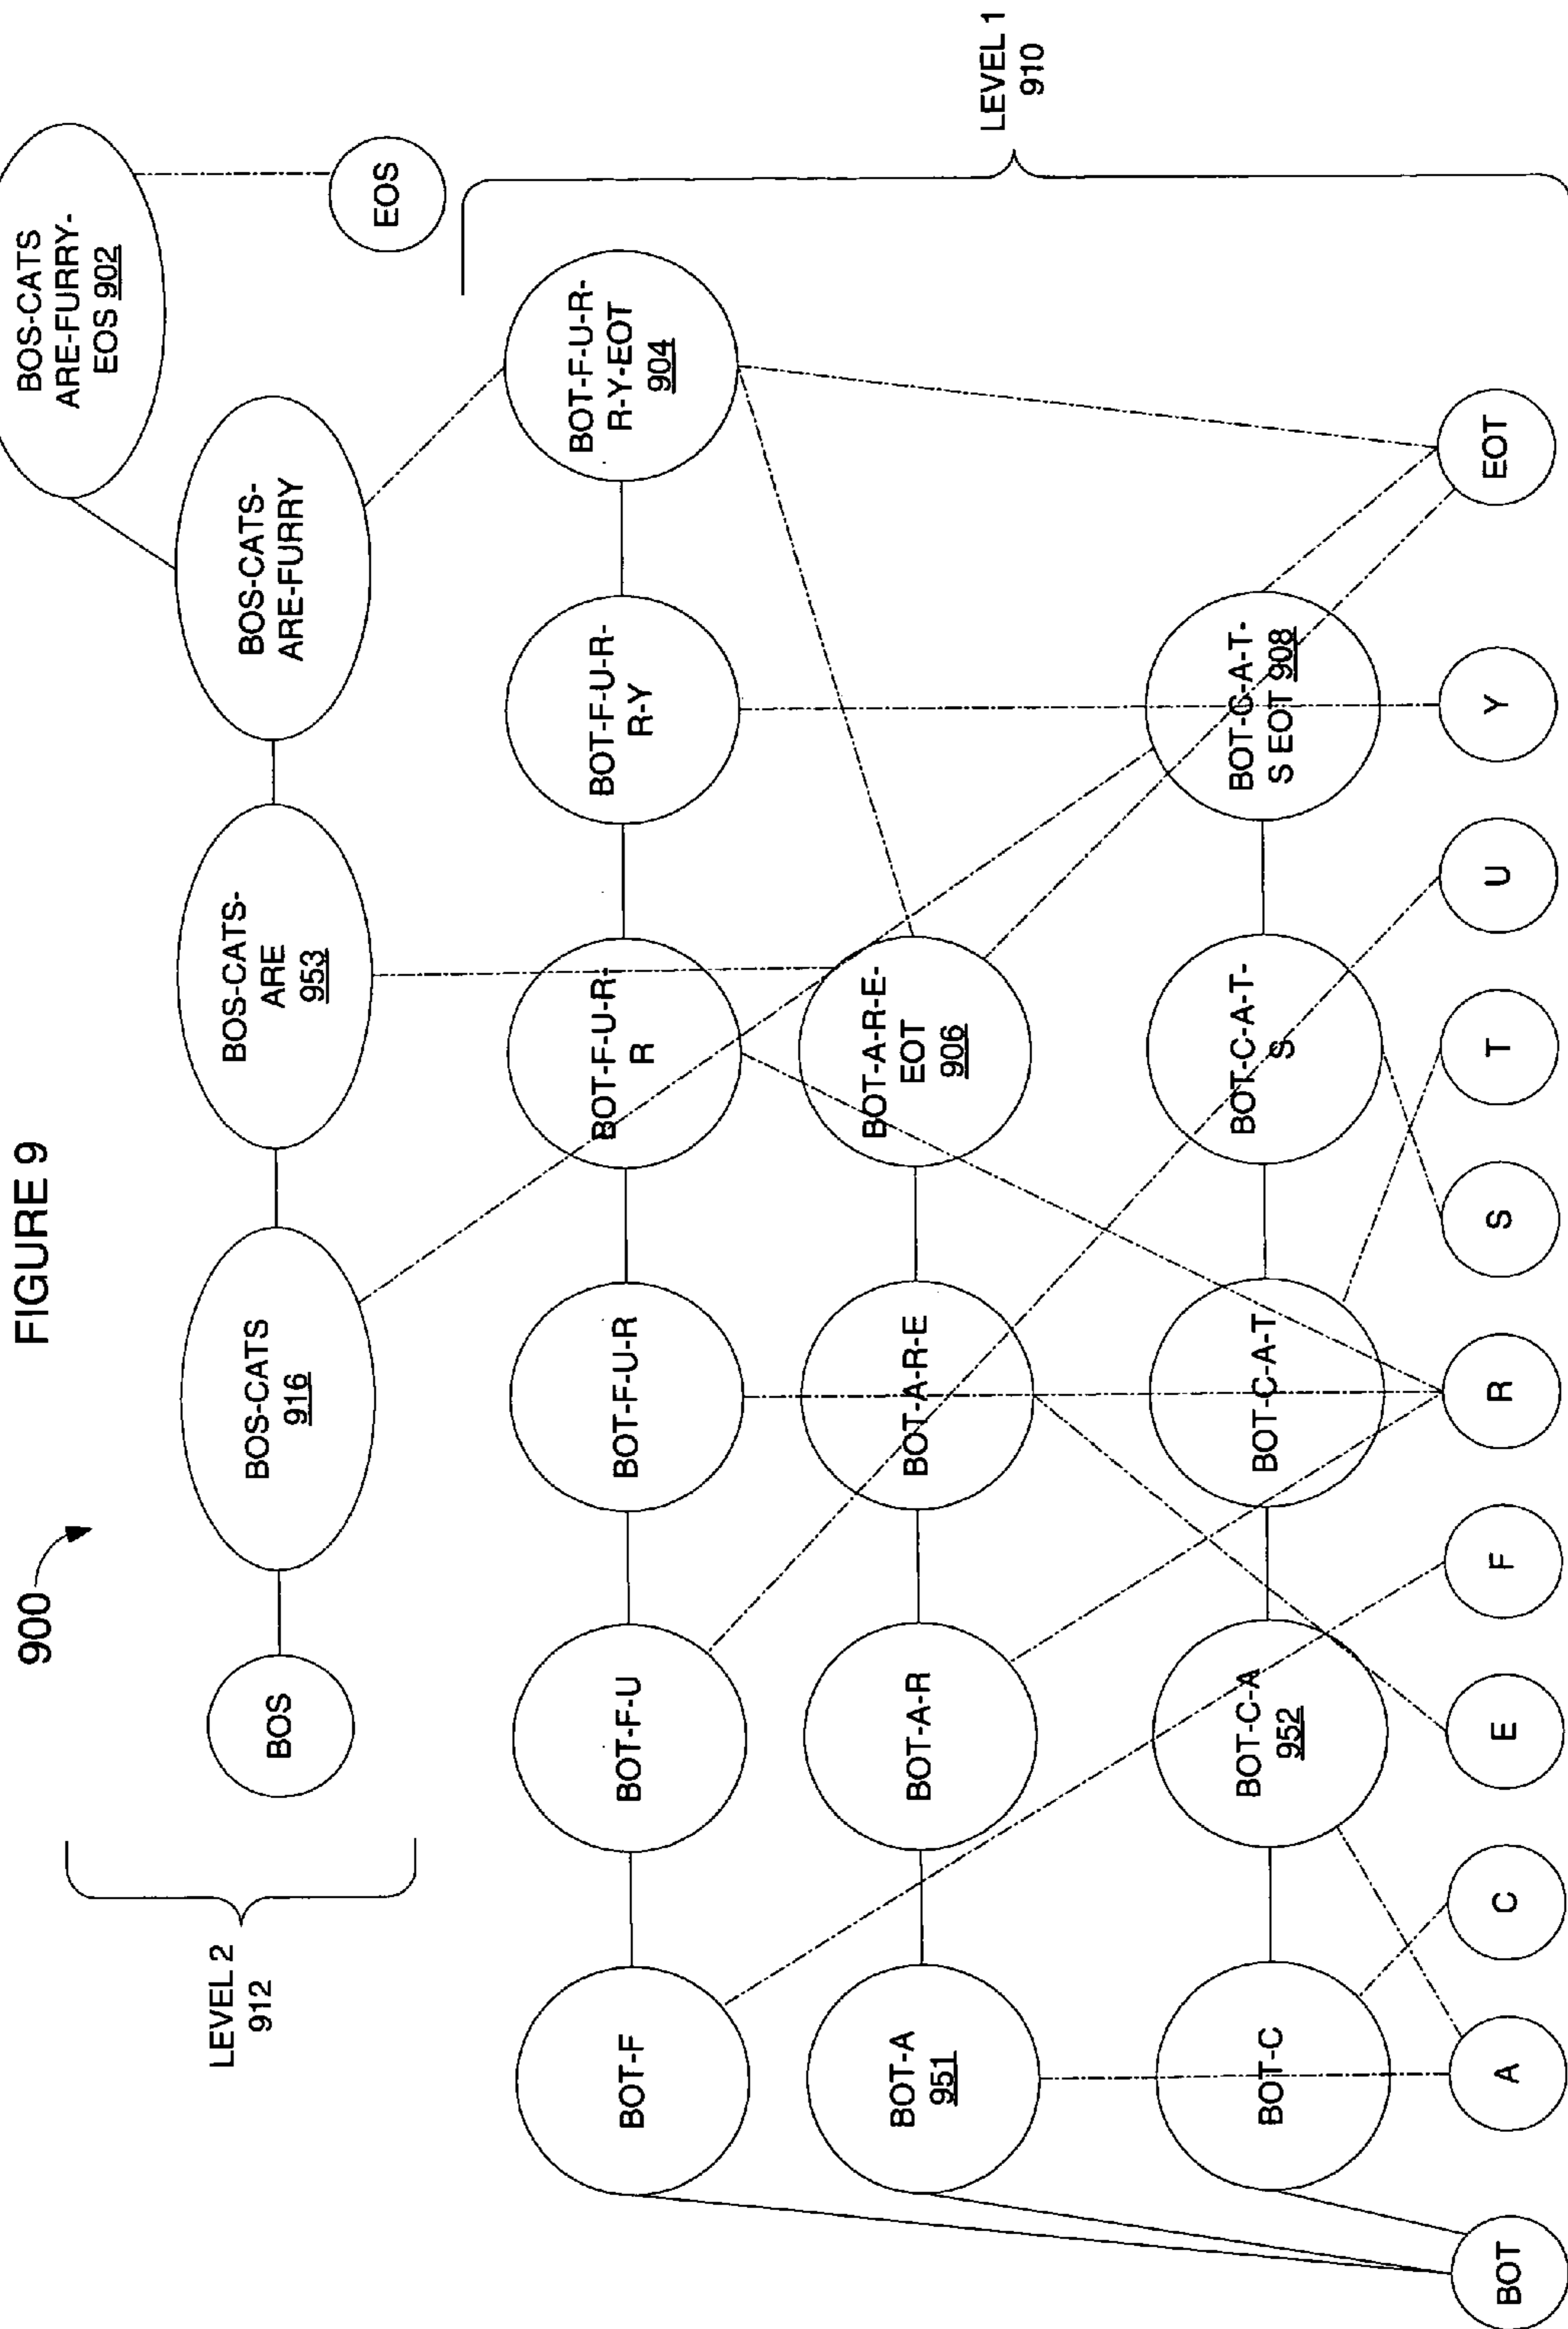 FIGURE 9
900
LEVEL 2
912
BOS
BOS-CATS
916
BOS-CATS-
ARE
953
BOS-CATS-
ARE-FURRY
BOS-CATS
ARE-FURRY-
EOS 902
EOS
LEVEL 1
910
BOT-F
BOT-F-U
BOT-F-U-R
BOT-F-U-R-
R
BOT-F-U-R-
R-Y
BOT-F-U-R-
R-Y-EOT
904
BOT-A
951
BOT-A-R
BOT-A-R-E
BOT-A-R-E-
EOT
906
BOT-C
BOT-C-A
952
BOT-C-A-T
BOT-C-A-T-
S
BOT-C-A-T-
S EOT 908
BOT
A
C
E
F
R
S
T
U
Y
EOT